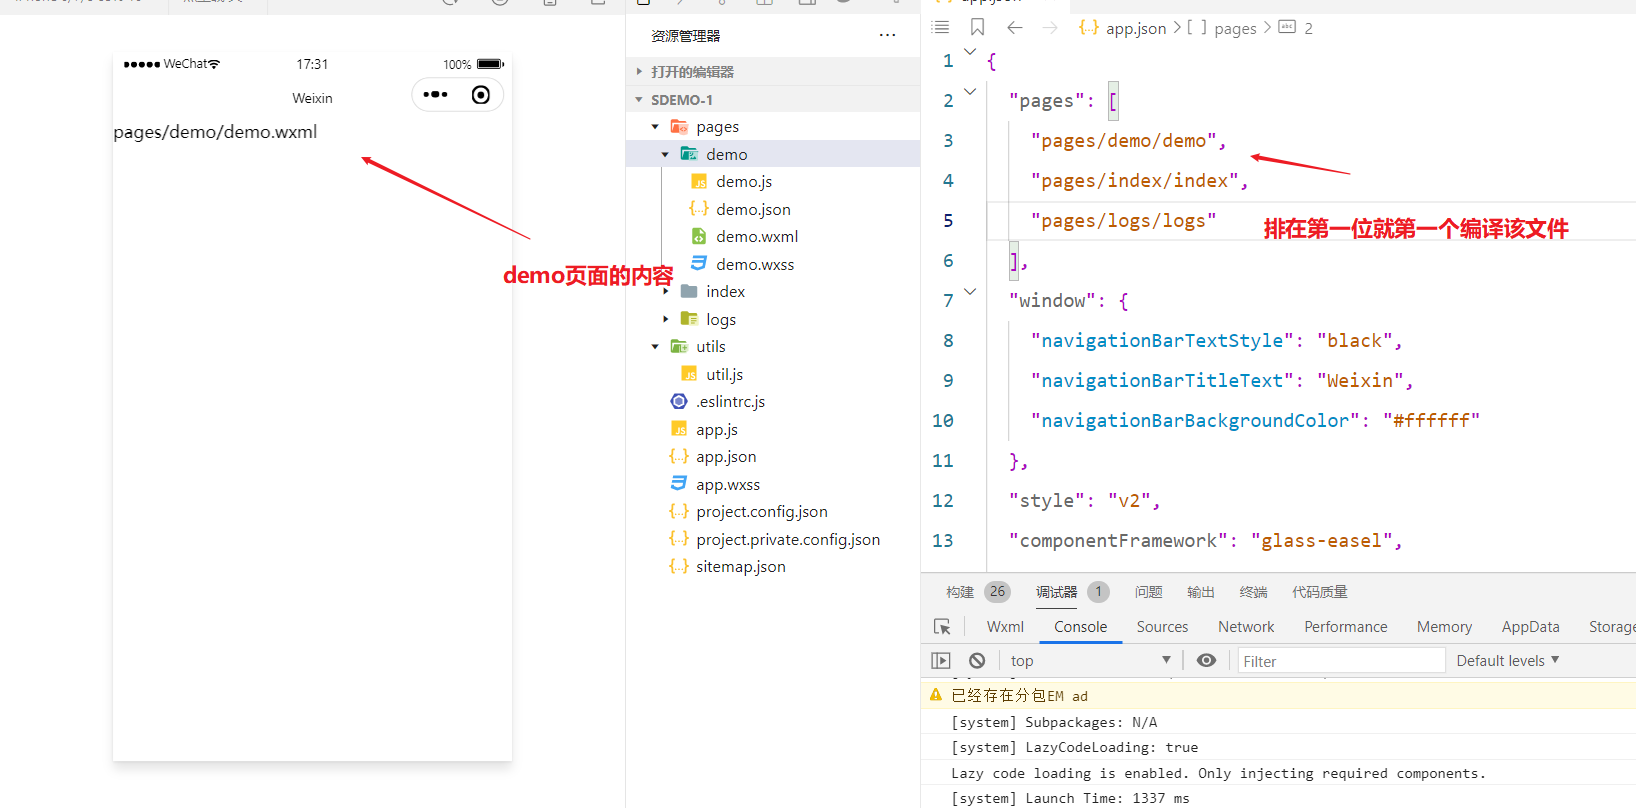 WeChat
17:31
100%
Weixin
pages/demo/demo.wxml
demo页面的内容
资源管理器
打开的编辑器
SDEMO-1
pages
demo
demo.js
demo.json
demo.wxml
demo.wxss
index
logs
utils
util.js
.eslintrc.js
app.js
app.json
app.wxss
project.config.json
project.private.config.json
sitemap.json
app.json > [ ] pages > abc 2
1 {
2 "pages": [
3 "pages/demo/demo",
4 "pages/index/index",
5 "pages/logs/logs"
排在第一位就第一个编译该文件
6 ],
7 "window": {
8 "navigationBarTextStyle": "black",
9 "navigationBarTitleText": "Weixin",
10 "navigationBarBackgroundColor": "#ffffff"
11 },
12 "style": "v2",
13 "componentFramework": "glass-easel",
构建 26 调试器 1 问题 输出 终端 代码质量
Wxml Console Sources Network Performance Memory AppData Storage
top Filter Default levels
已经存在分包EM ad
[system] Subpackages: N/A
[system] LazyCodeLoading: true
Lazy code loading is enabled. Only injecting required components.
[system] Launch Time: 1337 ms